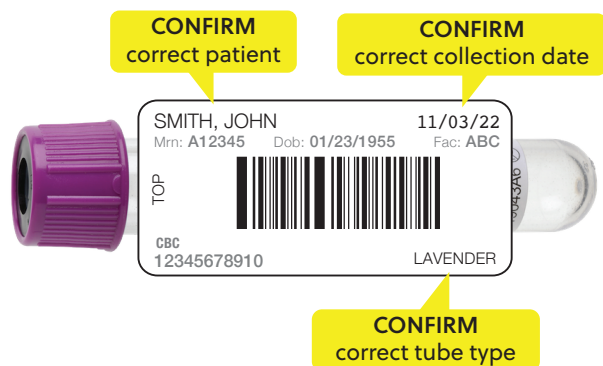 CONFIRM
correct patient
CONFIRM
correct collection date
SMITH, JOHN
11/03/22
Mrn: A12345 Dob: 01/23/1955 Fac: ABC
TOP
CBC
12345678910
LAVENDER
CONFIRM
correct tube type